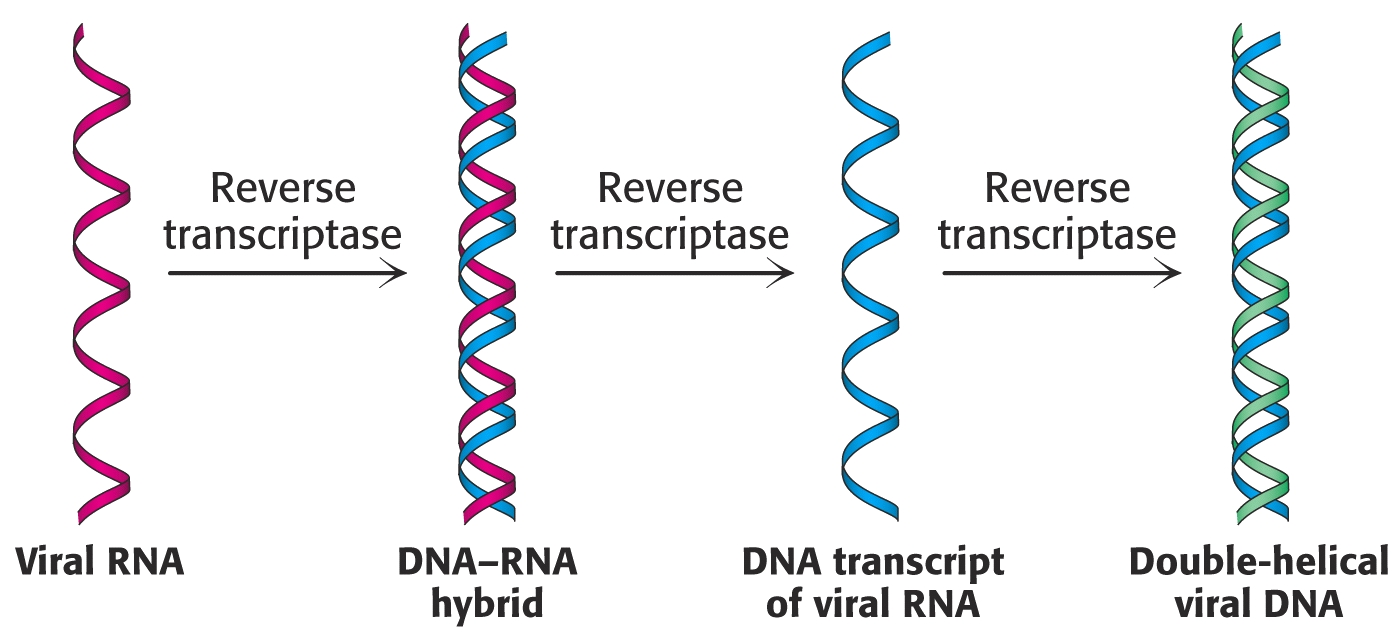 Reverse
transcriptase
Reverse
transcriptase
Reverse
transcriptase
Viral RNA
DNA–RNA
hybrid
DNA transcript
of viral RNA
Double-helical
viral DNA